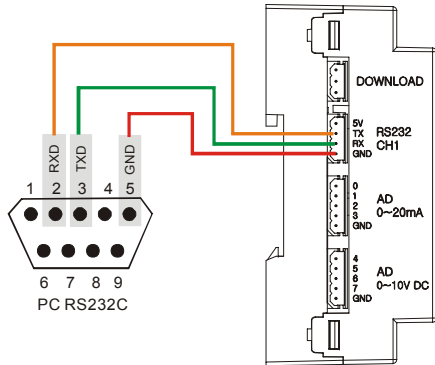 DOWNLOAD
5V
TX
RX
GND
RS232
CH1
RXD
TXD
GND
1 2 3 4 5
6 7 8 9
PC RS232C
0
1
2
3
GND
AD
0~20mA
4
5
6
7
GND
AD
0~10V DC